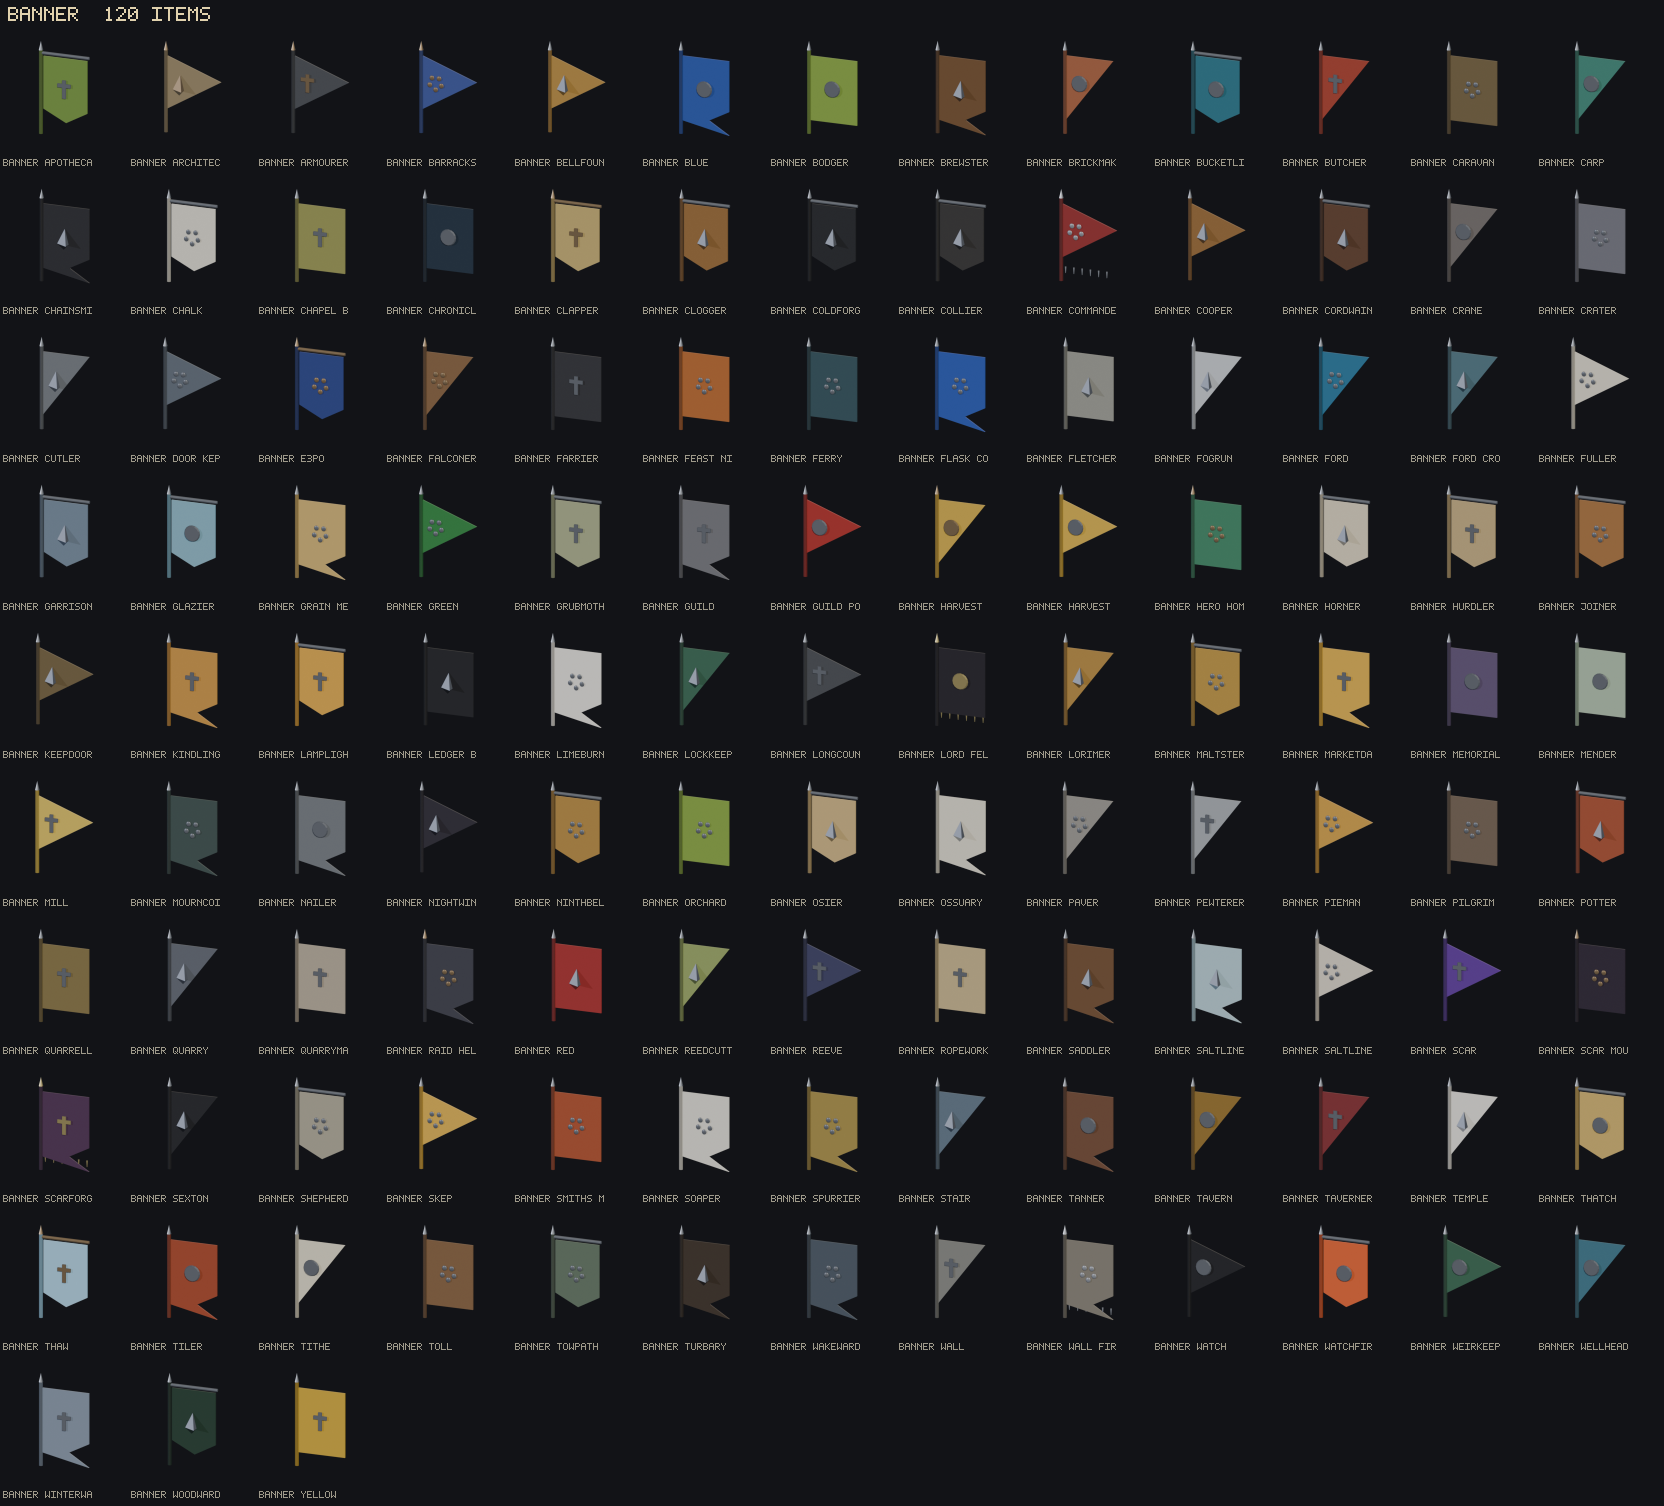 BANNER 120 ITEMS
BANNER APOTHECA BANNER ARCHITEC BANNER ARMOURER BANNER BARRACKS BANNER BELLFOUN BANNER BLUE BANNER BODGER BANNER BREWSTER BANNER BRICKMAK BANNER BUCKETLI BANNER BUTCHER BANNER CARAVAN BANNER CARP
BANNER CHAINSMI BANNER CHALK BANNER CHAPEL B BANNER CHRONICL BANNER CLAPPER BANNER CLOGGER BANNER COLDFORG BANNER COLLIER BANNER COMMANDE BANNER COOPER BANNER CORDWAIN BANNER CRANE BANNER CRATER
BANNER CUTLER BANNER DOOR KEP BANNER E3PO BANNER FALCONER BANNER FARRIER BANNER FEAST NI BANNER FERRY BANNER FLASK CO BANNER FLETCHER BANNER FOGRUN BANNER FORD BANNER FORD CRO BANNER FULLER
BANNER GARRISON BANNER GLAZIER BANNER GRAIN ME BANNER GREEN BANNER GRUBMOTH BANNER GUILD BANNER GUILD PO BANNER HARVEST BANNER HARVEST BANNER HERO HOM BANNER HORNER BANNER HURDLER BANNER JOINER
BANNER KEEPDOOR BANNER KINDLING BANNER LAMPLIGH BANNER LEDGER B BANNER LIMEBURN BANNER LOCKKEEP BANNER LONGCOUN BANNER LORD FEL BANNER LORIMER BANNER MALTSTER BANNER MARKETDA BANNER MEMORIAL BANNER MENDER
BANNER MILL BANNER MOURNCOI BANNER NAILER BANNER NIGHTWIN BANNER NINTHBEL BANNER ORCHARD BANNER OSIER BANNER OSSUARY BANNER PAVER BANNER PEWTERER BANNER PIEMAN BANNER PILGRIM BANNER POTTER
BANNER QUARRELL BANNER QUARRY BANNER QUARRYMA BANNER RAID HEL BANNER RED BANNER REEDCUTT BANNER REEVE BANNER ROPEWORK BANNER SADDLER BANNER SALTLINE BANNER SALTLINE BANNER SCAR BANNER SCAR MOU
BANNER SCARFORG BANNER SEXTON BANNER SHEPHERD BANNER SKEP BANNER SMITHS M BANNER SOAPER BANNER SPURRIER BANNER STAIR BANNER TANNER BANNER TAVERN BANNER TAVERNER BANNER TEMPLE BANNER THATCH
BANNER THAW BANNER TILER BANNER TITHE BANNER TOLL BANNER TOWPATH BANNER TURBARY BANNER WAKEWARD BANNER WALL BANNER WALL FIR BANNER WATCH BANNER WATCHFIR BANNER WEIRKEEP BANNER WELLHEAD
BANNER WINTERWA BANNER WOODWARD BANNER YELLOW